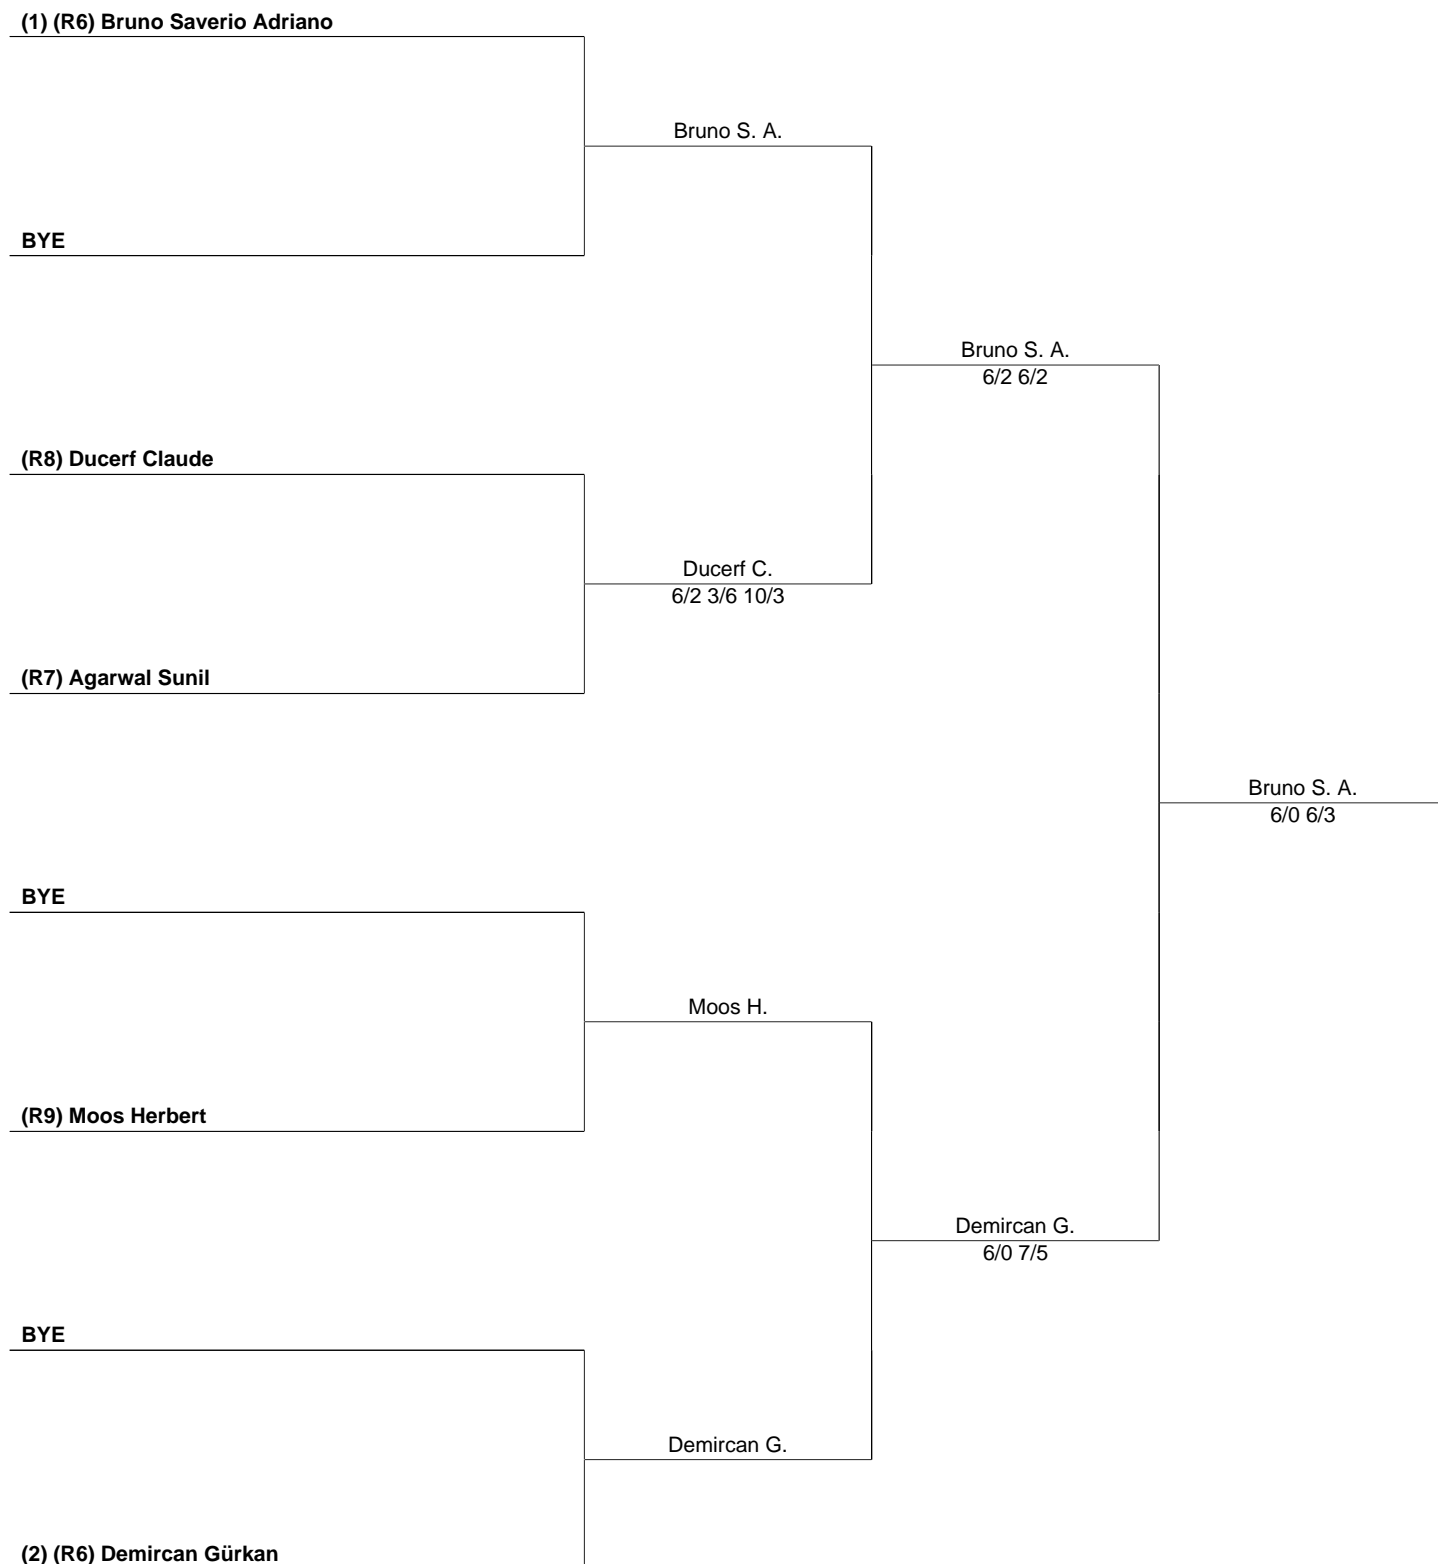 (1) (R6) Bruno Saverio Adriano
Bruno S. A.
BYE
Bruno S. A.
6/2 6/2
(R8) Ducerf Claude
Ducerf C.
6/2 3/6 10/3
(R7) Agarwal Sunil
Bruno S. A.
6/0 6/3
BYE
Moos H.
(R9) Moos Herbert
Demircan G.
6/0 7/5
BYE
Demircan G.
(2) (R6) Demircan Gürkan